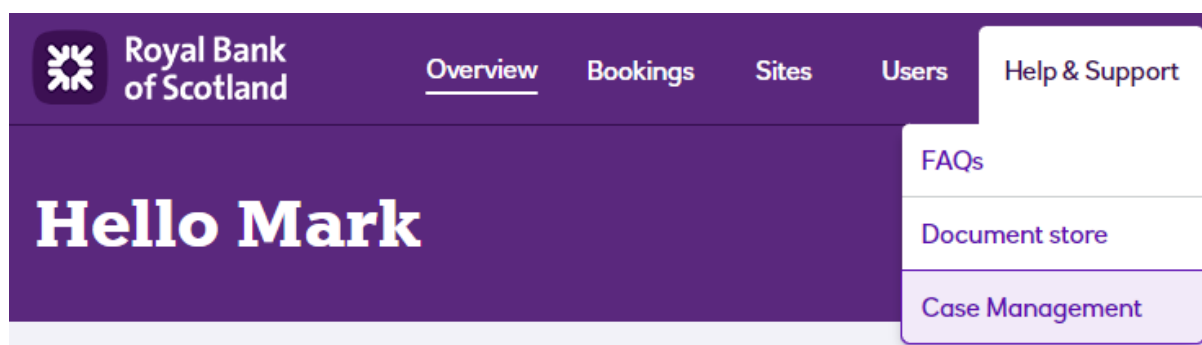 Royal Bank
of Scotland
Overview
Bookings
Sites
Users
Help & Support
FAQs
Document store
Case Management
Hello Mark